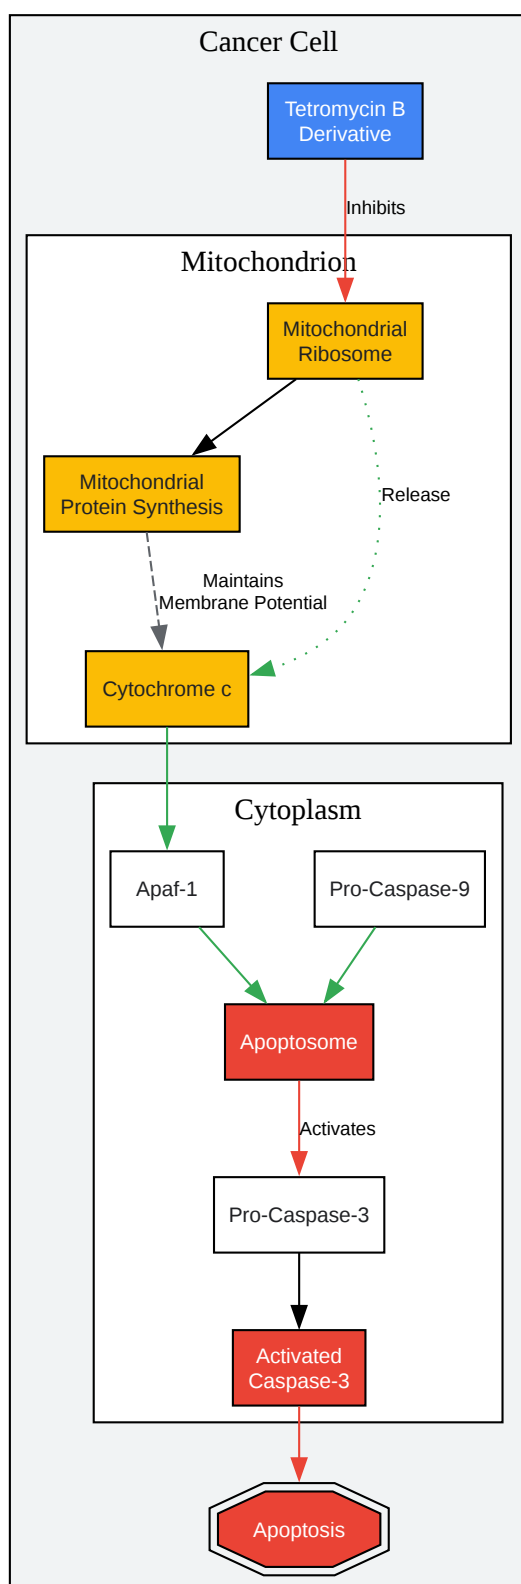 Cancer Cell
Tetromycin B
Derivative
Inhibits
Mitochondrion
Mitochondrial
Ribosome
Mitochondrial
Protein Synthesis
Release
Maintains
Membrane Potential
Cytochrome c
Cytoplasm
Apaf-1
Pro-Caspase-9
Apoptosome
Activates
Pro-Caspase-3
Activated
Caspase-3
Apoptosis